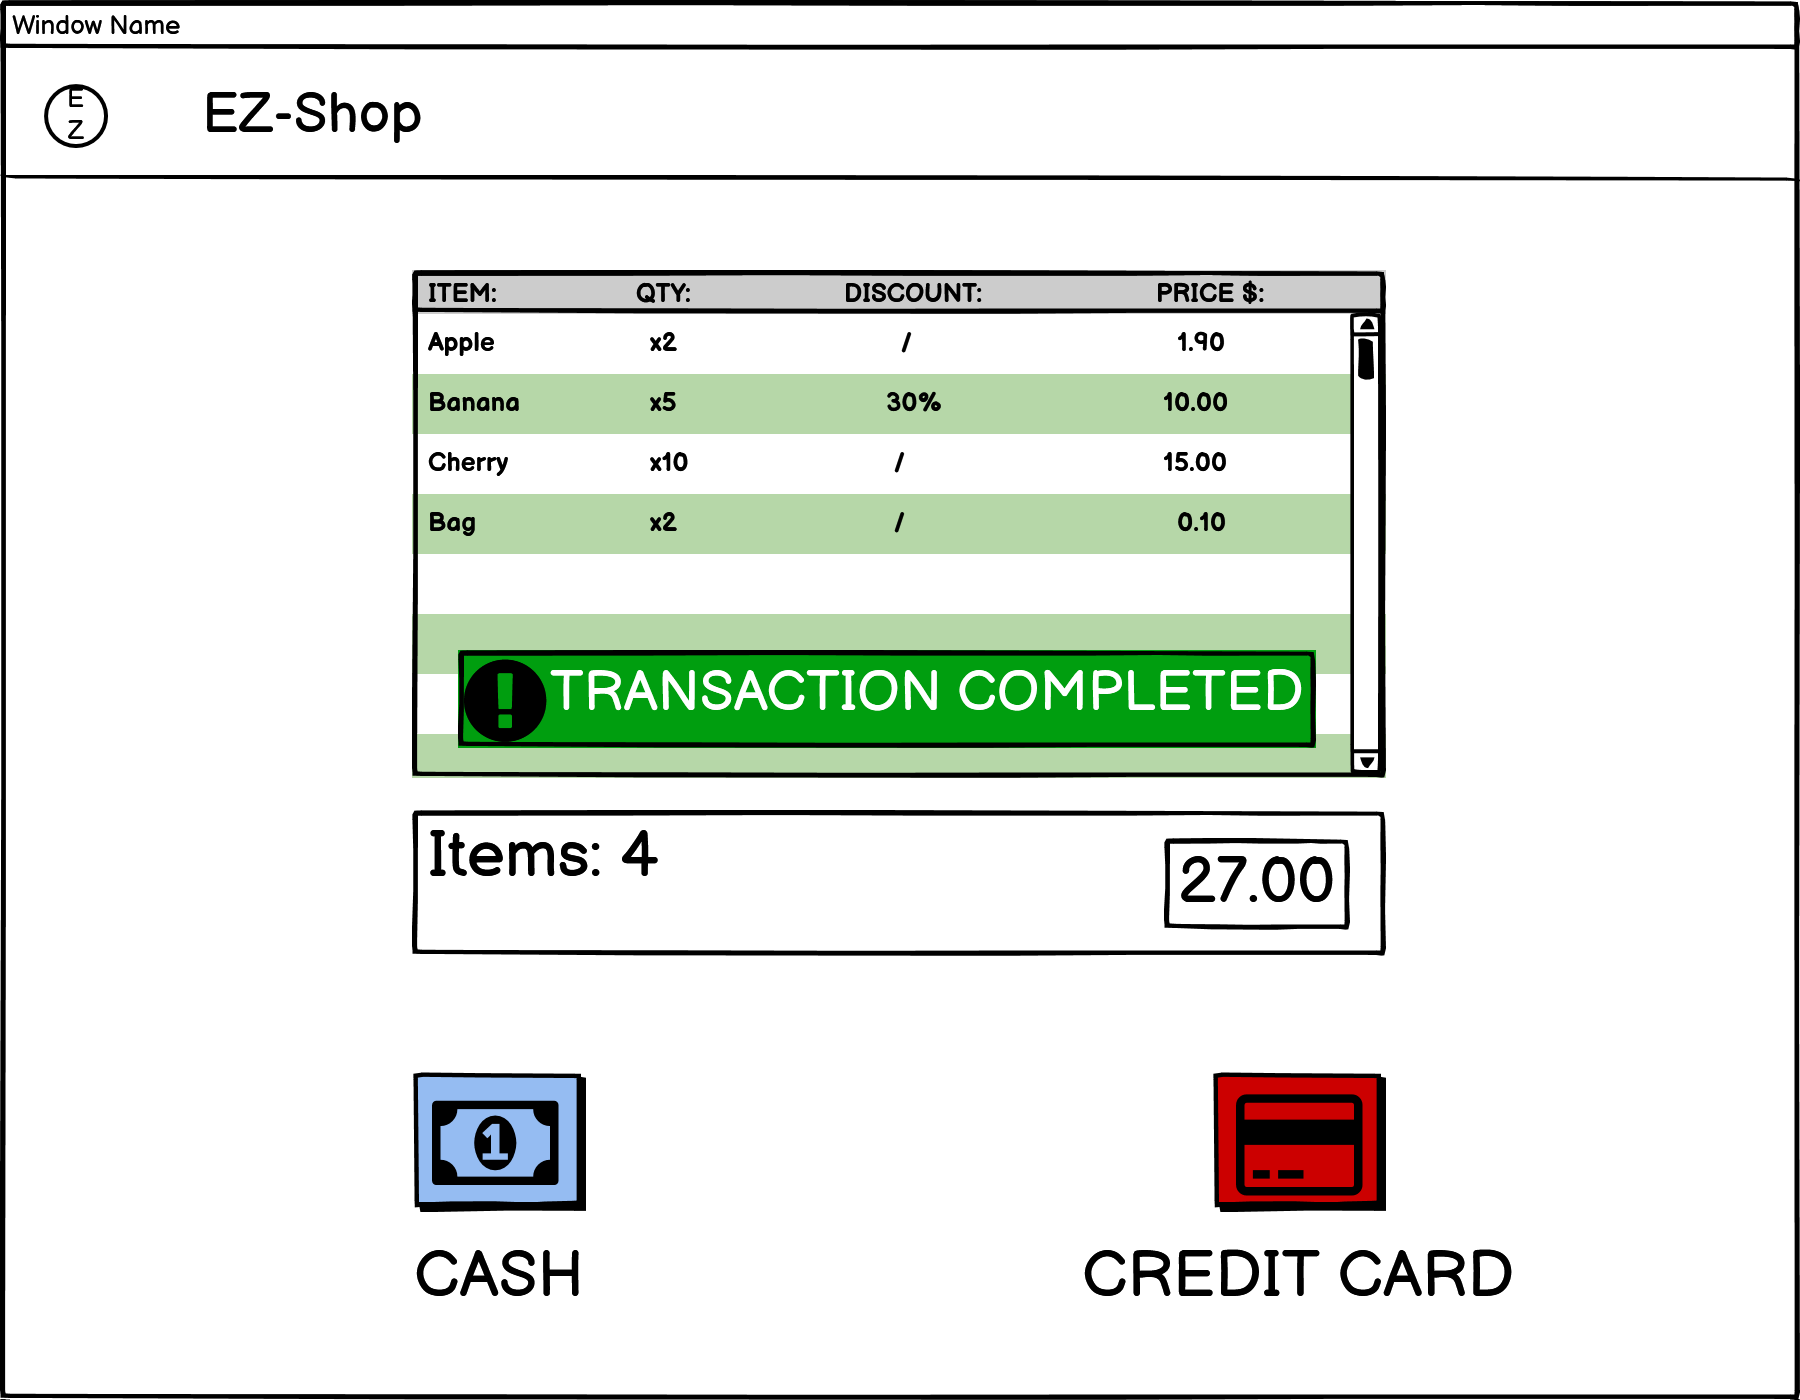 Window Name
E
Z
EZ-Shop
ITEM: QTY: DISCOUNT: PRICE $:
Apple x2 / 1.90
Banana x5 30% 10.00
Cherry x10 / 15.00
Bag x2 / 0.10
! TRANSACTION COMPLETED
Items: 4
27.00
1
CASH
CREDIT CARD